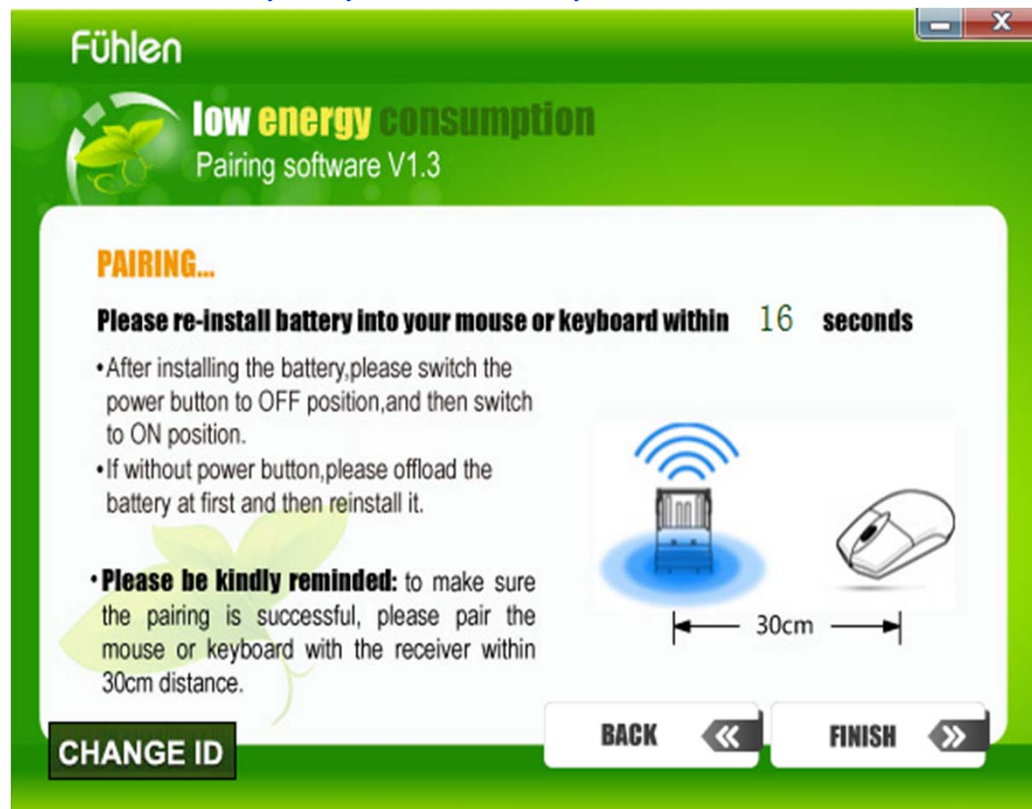 Fühlen
low energy consumption
Pairing software V1.3
PAIRING...
Please re-install battery into your mouse or keyboard within 16 seconds
•After installing the battery,please switch the
power button to OFF position,and then switch
to ON position.
•If without power button,please offload the
battery at first and then reinstall it.
•Please be kindly reminded: to make sure
the pairing is successful, please pair the
mouse or keyboard with the receiver within
30cm distance.
30cm
CHANGE ID
BACK
FINISH